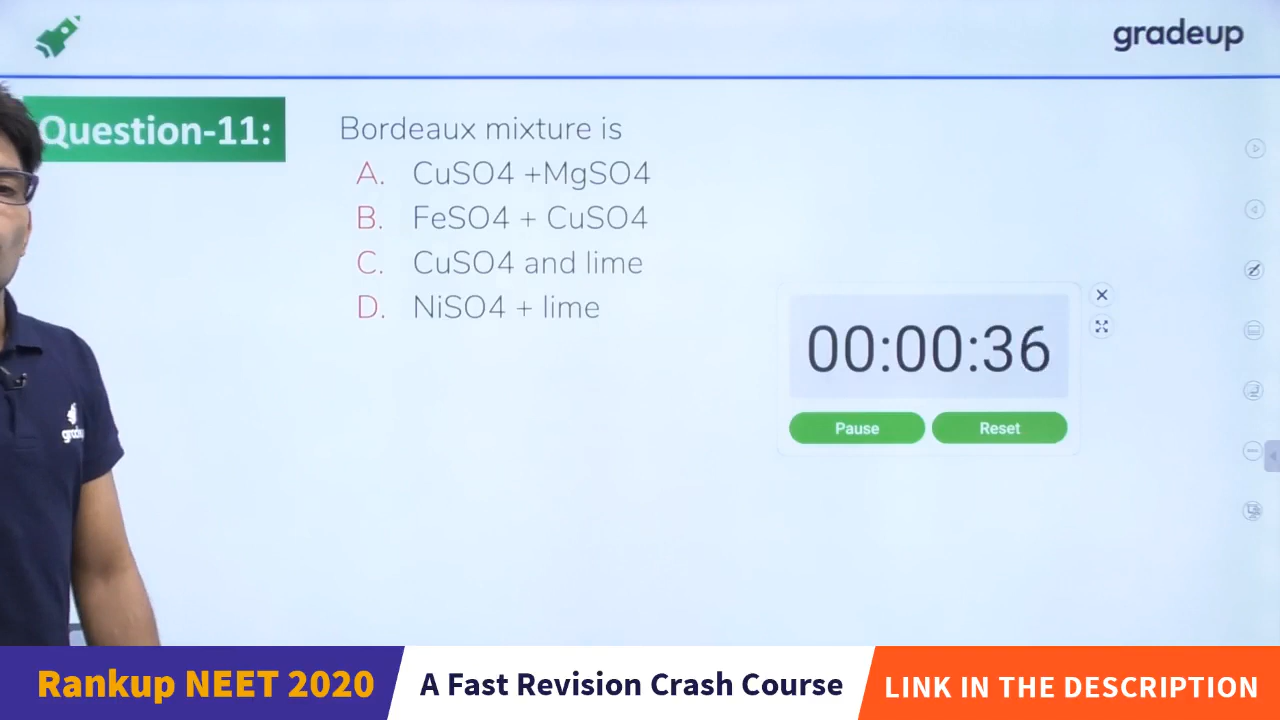 gradeup
Question-11:
Bordeaux mixture is
A. CuSO4 +MgSO4
B. FeSO4 + CuSO4
C. CuSO4 and lime
D. NiSO4 + lime
00:00:36
Pause
Reset
Rankup NEET 2020
A Fast Revision Crash Course
LINK IN THE DESCRIPTION